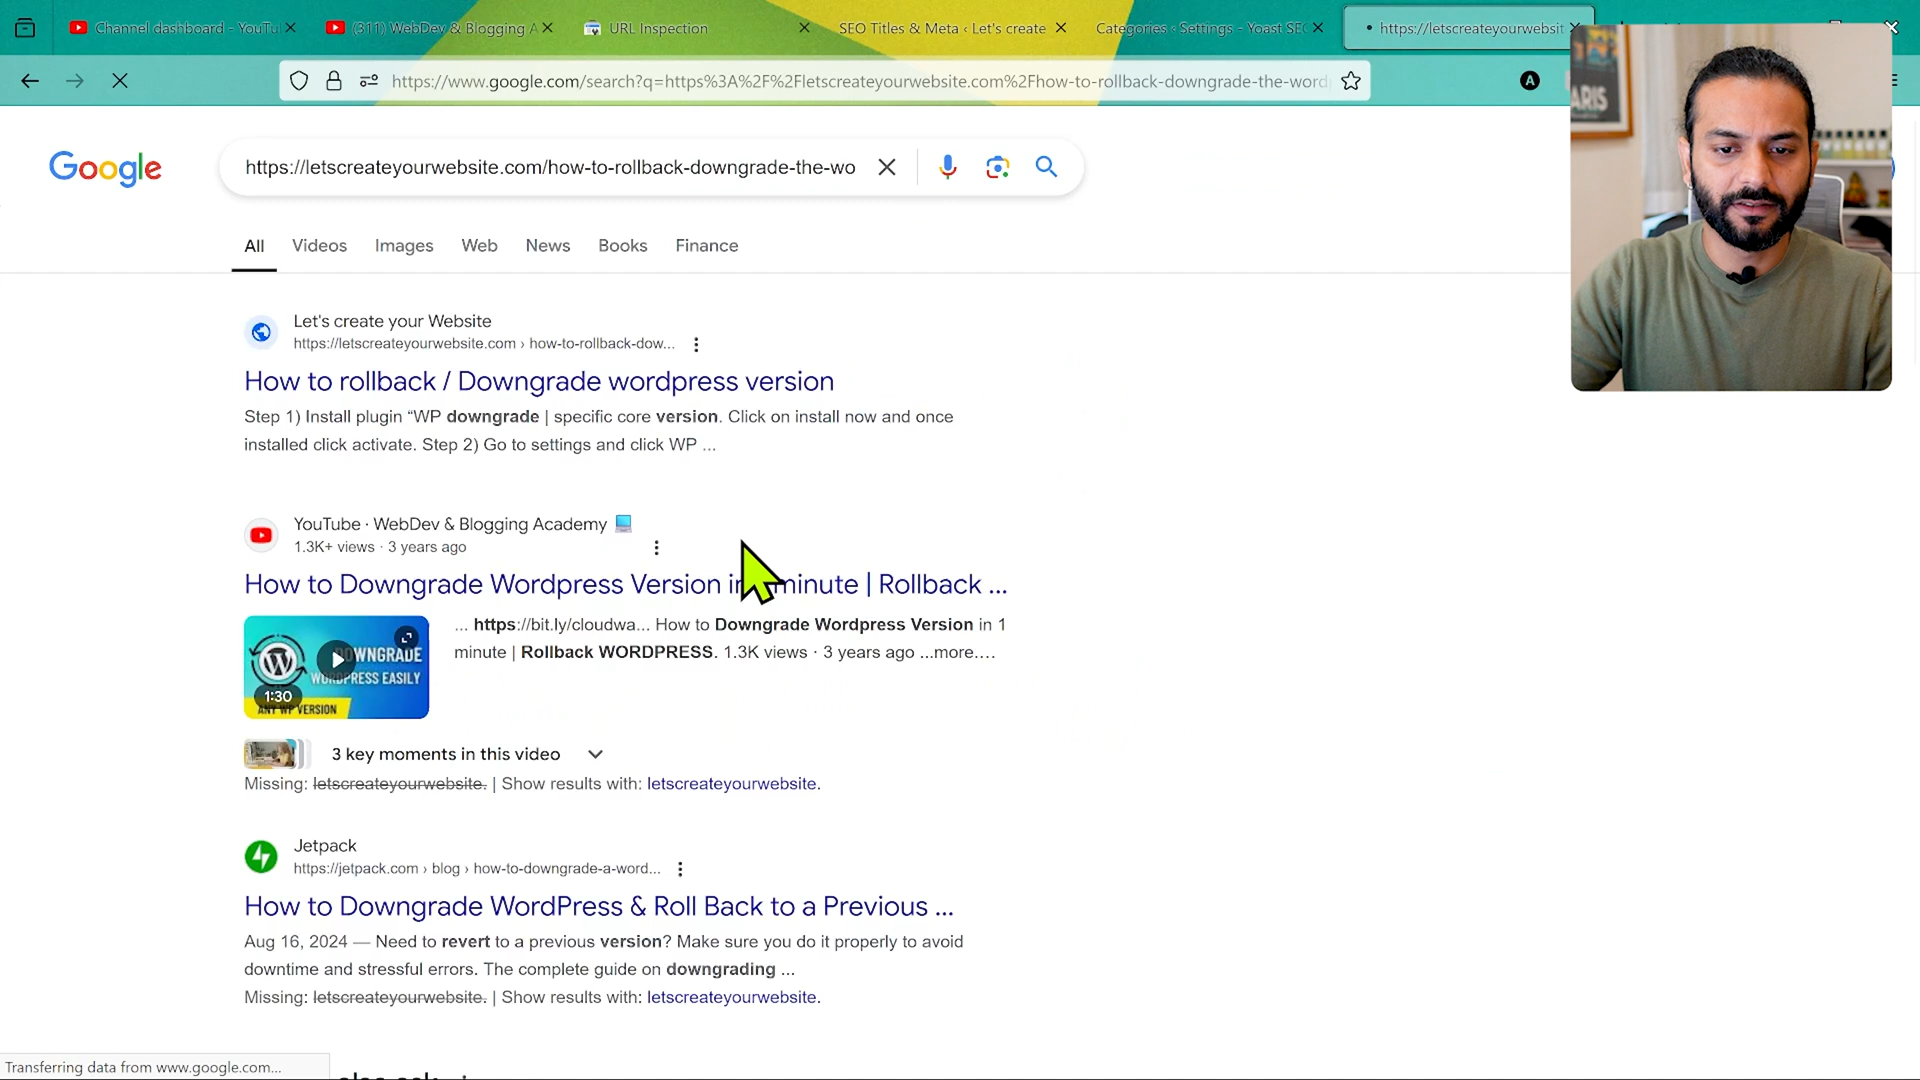 Channel dashboard - YouTu
(311) WebDev & Blogging A
URL Inspection
SEO Titles & Meta ‹ Let's create
Categories ‹ Settings - Yoast SEO
https://letscreateyourwebsit
https://www.google.com/search?q=https%3A%2F%2Fletscreateyourwebsite.com%2Fhow-to-rollback-downgrade-the-word
A
ARIS
Google
https://letscreateyourwebsite.com/how-to-rollback-downgrade-the-wo
All
Videos
Images
Web
News
Books
Finance
Let's create your Website
https://letscreateyourwebsite.com › how-to-rollback-dow...
How to rollback / Downgrade wordpress version
Step 1) Install plugin “WP downgrade | specific core version. Click on install now and once
installed click activate. Step 2) Go to settings and click WP ...
YouTube · WebDev & Blogging Academy
1.3K+ views · 3 years ago
How to Downgrade Wordpress Version in minute | Rollback ...
DOWNGRADE
WORDPRESS EASILY
1:30
ANY WP VERSION
... https://bit.ly/cloudwa... How to Downgrade Wordpress Version in 1
minute | Rollback WORDPRESS. 1.3K views · 3 years ago ...more....
3 key moments in this video
Missing: letscreateyourwebsite. | Show results with: letscreateyourwebsite.
Jetpack
https://jetpack.com › blog › how-to-downgrade-a-word...
How to Downgrade WordPress & Roll Back to a Previous ...
Aug 16, 2024 — Need to revert to a previous version? Make sure you do it properly to avoid
downtime and stressful errors. The complete guide on downgrading ...
Missing: letscreateyourwebsite. | Show results with: letscreateyourwebsite.
Transferring data from www.google.com...